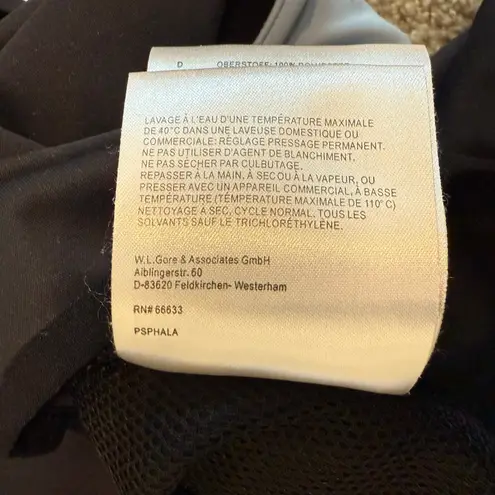 D OBERSTOFF: 100% POLYESTER
LAVAGE À L'EAU D'UNE TEMPÉRATURE MAXIMALE
DE 40°C DANS UNE LAVEUSE DOMESTIQUE OU
COMMERCIALE: RÉGLAGE PRESSAGE PERMANENT.
NE PAS UTILISER D'AGENT DE BLANCHIMENT.
NE PAS SÉCHER PAR CULBUTAGE.
REPASSER À LA MAIN, À SEC OU À LA VAPEUR, OU
PRESSER AVEC UN APPAREIL COMMERCIAL, À BASSE
TEMPÉRATURE (TEMPÉRATURE MAXIMALE DE 110°C)
NETTOYAGE A SEC, CYCLE NORMAL. TOUS LES
SOLVANTS SAUF LE TRICHLORÉTHYLÈNE.
W.L.Gore & Associates GmbH
Aiblingerstr. 60
D-83620 Feldkirchen- Westerham
RN# 66633
PSPHALA